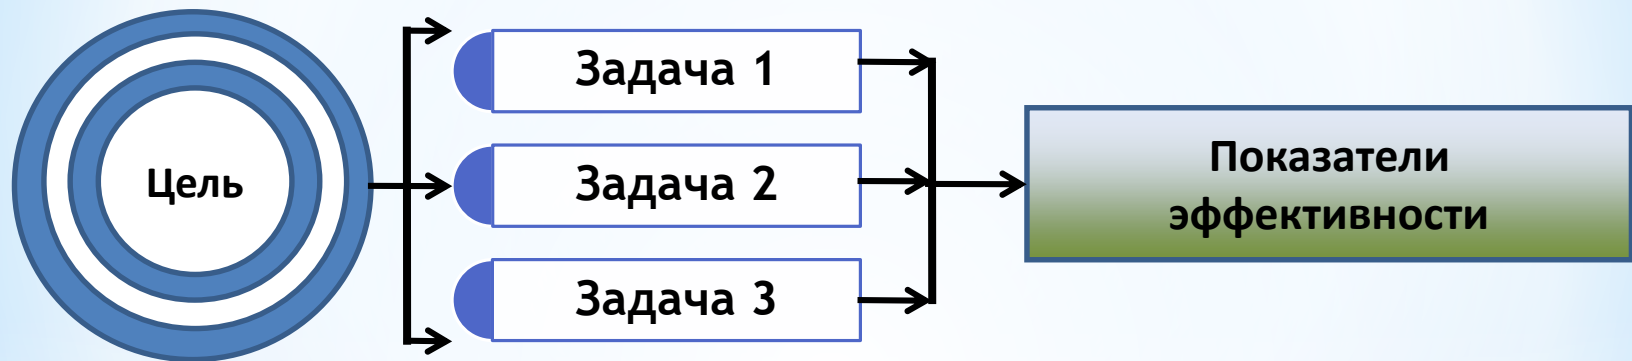 Цель
Задача 1
Задача 2
Задача 3
Показатели
эффективности